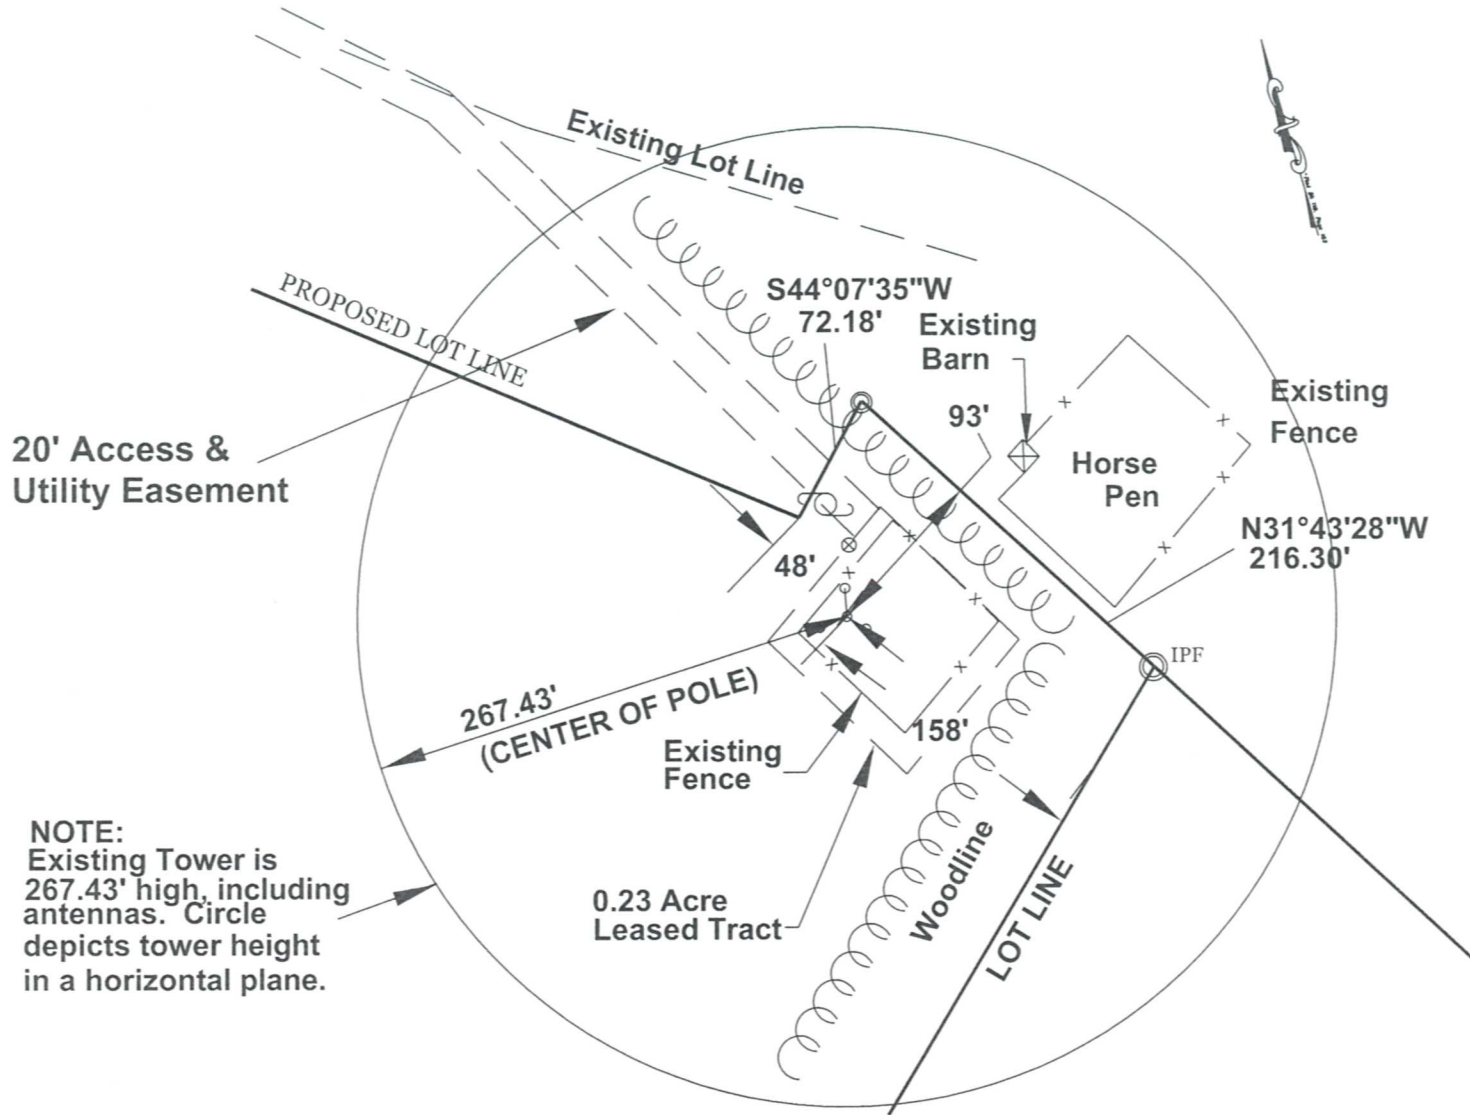 Existing Lot Line
S44°07'35"W
72.18'
PROPOSED LOT LINE
Existing
Barn
93'
Existing
Fence
20' Access &
Utility Easement
Horse
Pen
N31°43'28"W
216.30'
48'
IPF
267.43'
(CENTER OF POLE)
Existing
Fence
158'
NOTE:
Existing Tower is
267.43' high, including
antennas. Circle
depicts tower height
in a horizontal plane.
0.23 Acre
Leased Tract
Woodline
LOT LINE